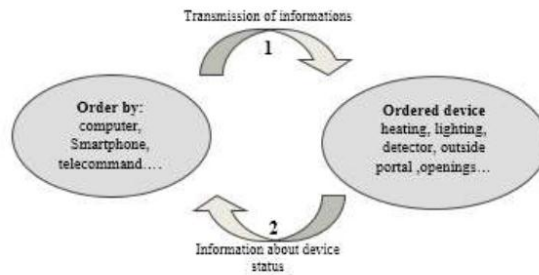 Transmission of informations
1
Order by:
computer,
Smartphone,
telecommand….
Ordered device
heating, lighting,
detector, outside
portal ,openings…
2
Information about device
status